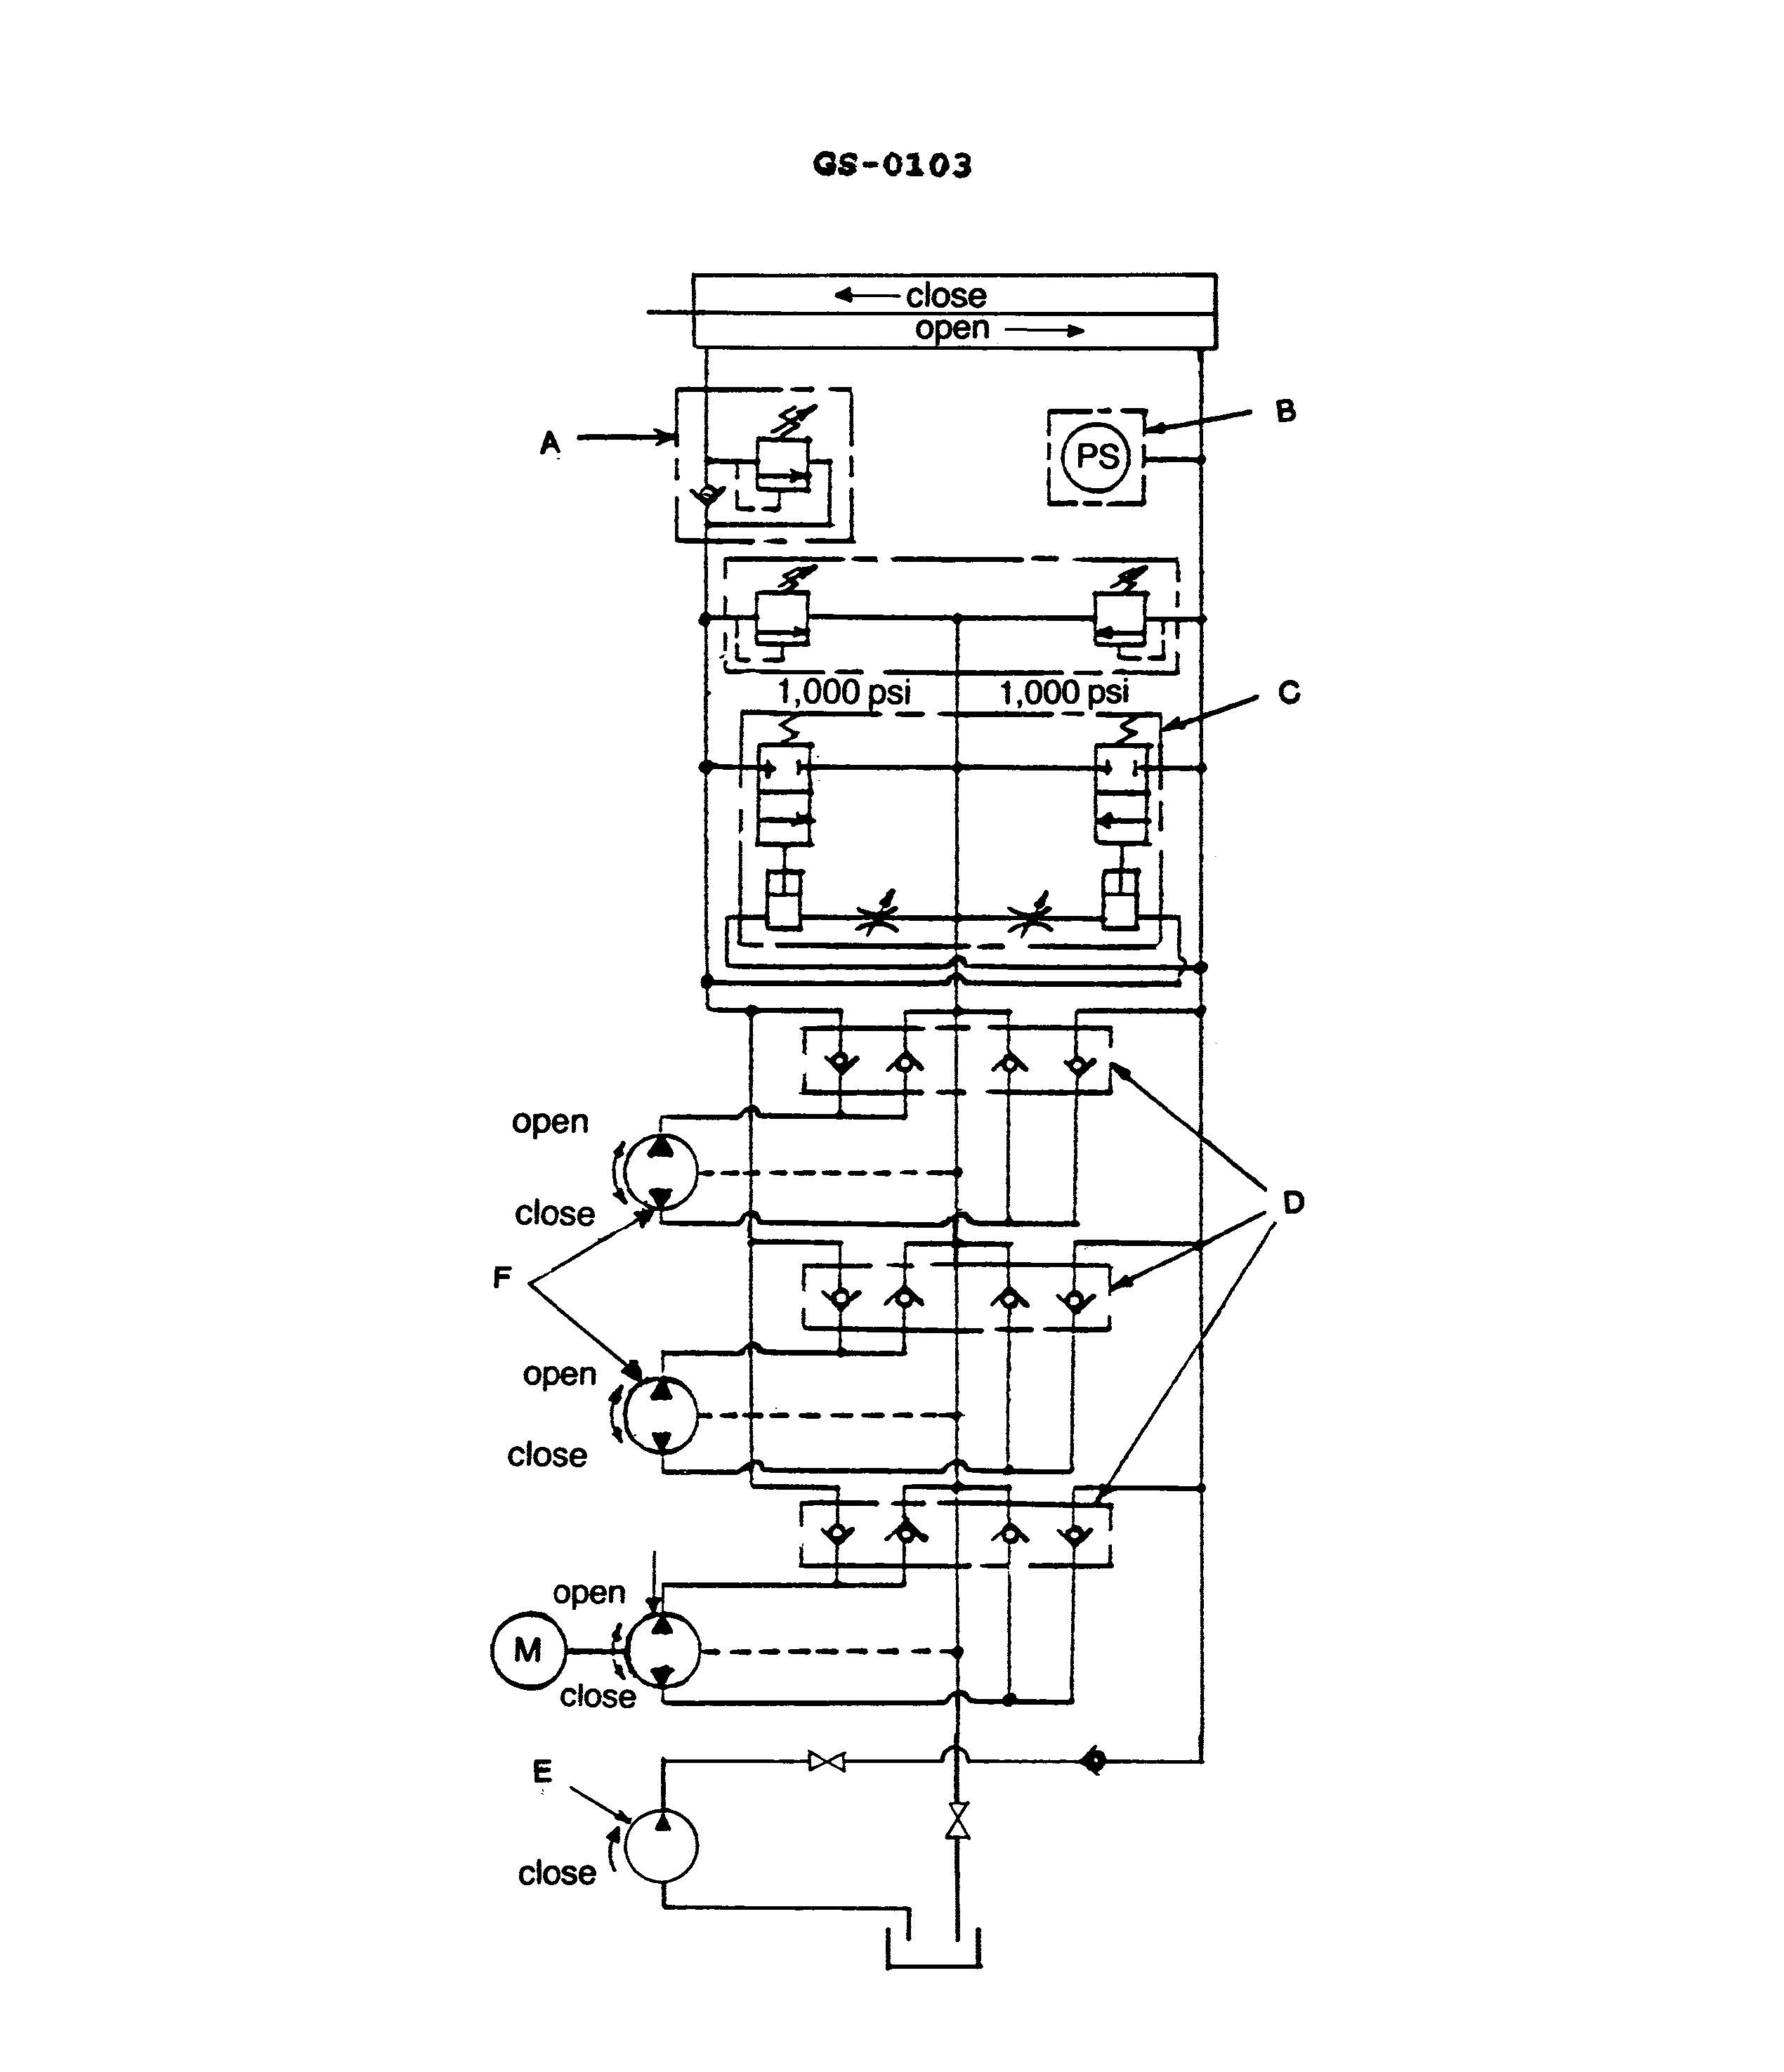 GS-0103
close
open
A
B
PS
1,000 psi 1,000 psi
C
open
close
D
F
open
close
open
M
close
E
close